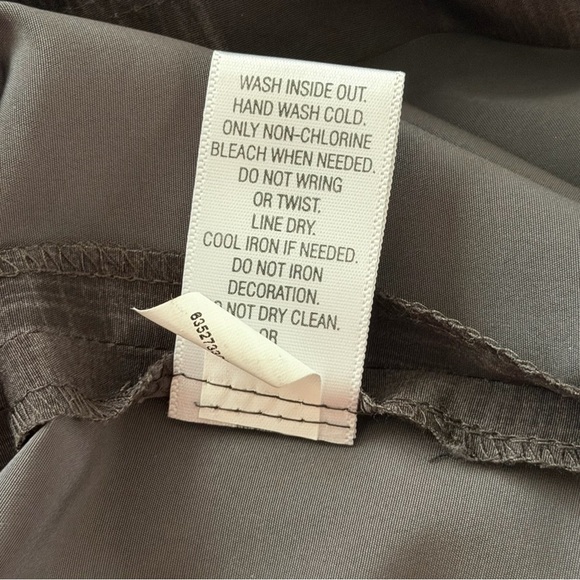 WASH INSIDE OUT.
HAND WASH COLD.
ONLY NON-CHLORINE
BLEACH WHEN NEEDED.
DO NOT WRING
OR TWIST.
LINE DRY.
COOL IRON IF NEEDED.
DO NOT IRON
DECORATION.
DO NOT DRY CLEAN.
OR